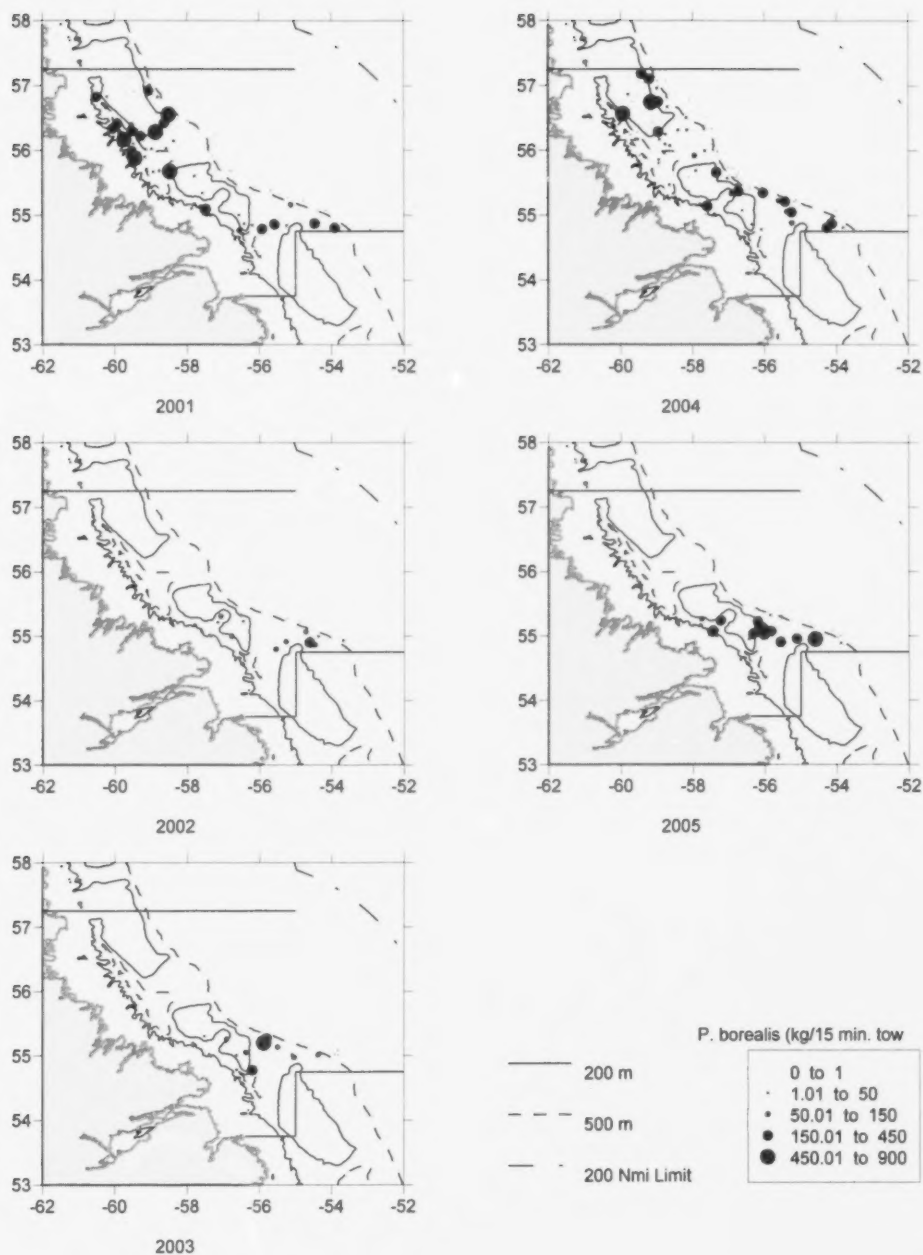 58
57
56
55
54
53
-62 -60 -58 -56 -54 -52
2001
58
57
56
55
54
53
-62 -60 -58 -56 -54 -52
2004
58
57
56
55
54
53
-62 -60 -58 -56 -54 -52
2002
58
57
56
55
54
53
-62 -60 -58 -56 -54 -52
2005
58
57
56
55
54
53
-62 -60 -58 -56 -54 -52
2003
200 m
500 m
200 Nmi Limit
P. borealis (kg/15 min. tow
0 to 1
1.01 to 50
50.01 to 150
150.01 to 450
450.01 to 900